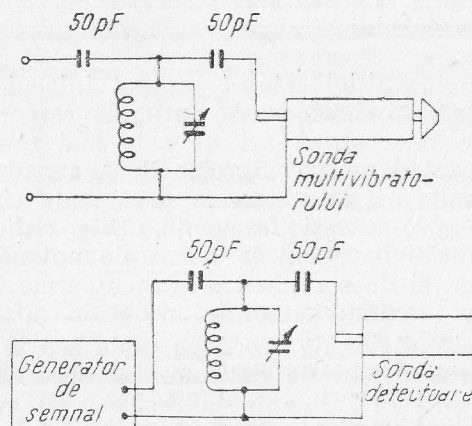 50pF 50pF
Sonda
multivibrato-
rului
50pF 50pF
Generator
de
semnal
Sonda
detectoare